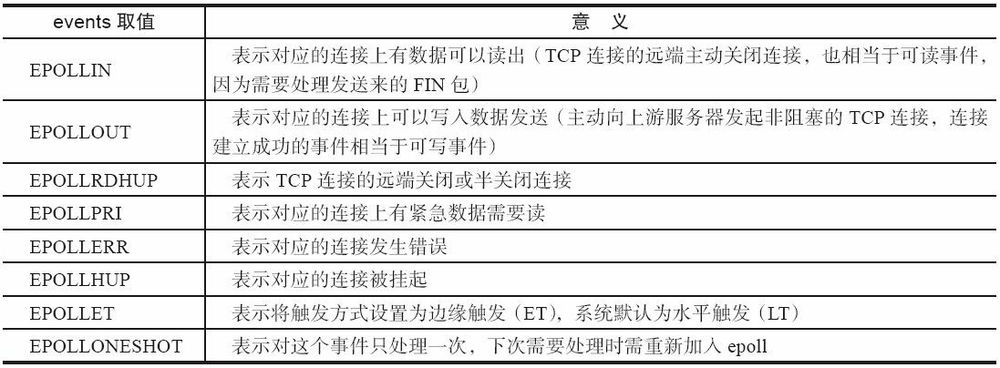 events 取值 意 义
EPOLLIN 表示对应的连接上有数据可以读出（TCP 连接的远端主动关闭连接，也相当于可读事件，
因为需要处理发送来的 FIN 包）
EPOLLOUT 表示对应的连接上可以写入数据发送（主动向上游服务器发起非阻塞的 TCP 连接，连接
建立成功的事件相当于可写事件）
EPOLLRDHUP 表示 TCP 连接的远端关闭或半关闭连接
EPOLLPRI 表示对应的连接上有紧急数据需要读
EPOLLERR 表示对应的连接发生错误
EPOLLHUP 表示对应的连接被挂起
EPOLLET 表示将触发方式设置为边缘触发（ET），系统默认为水平触发（LT）
EPOLLONESHOT 表示对这个事件只处理一次，下次需要处理时需重新加入 epoll